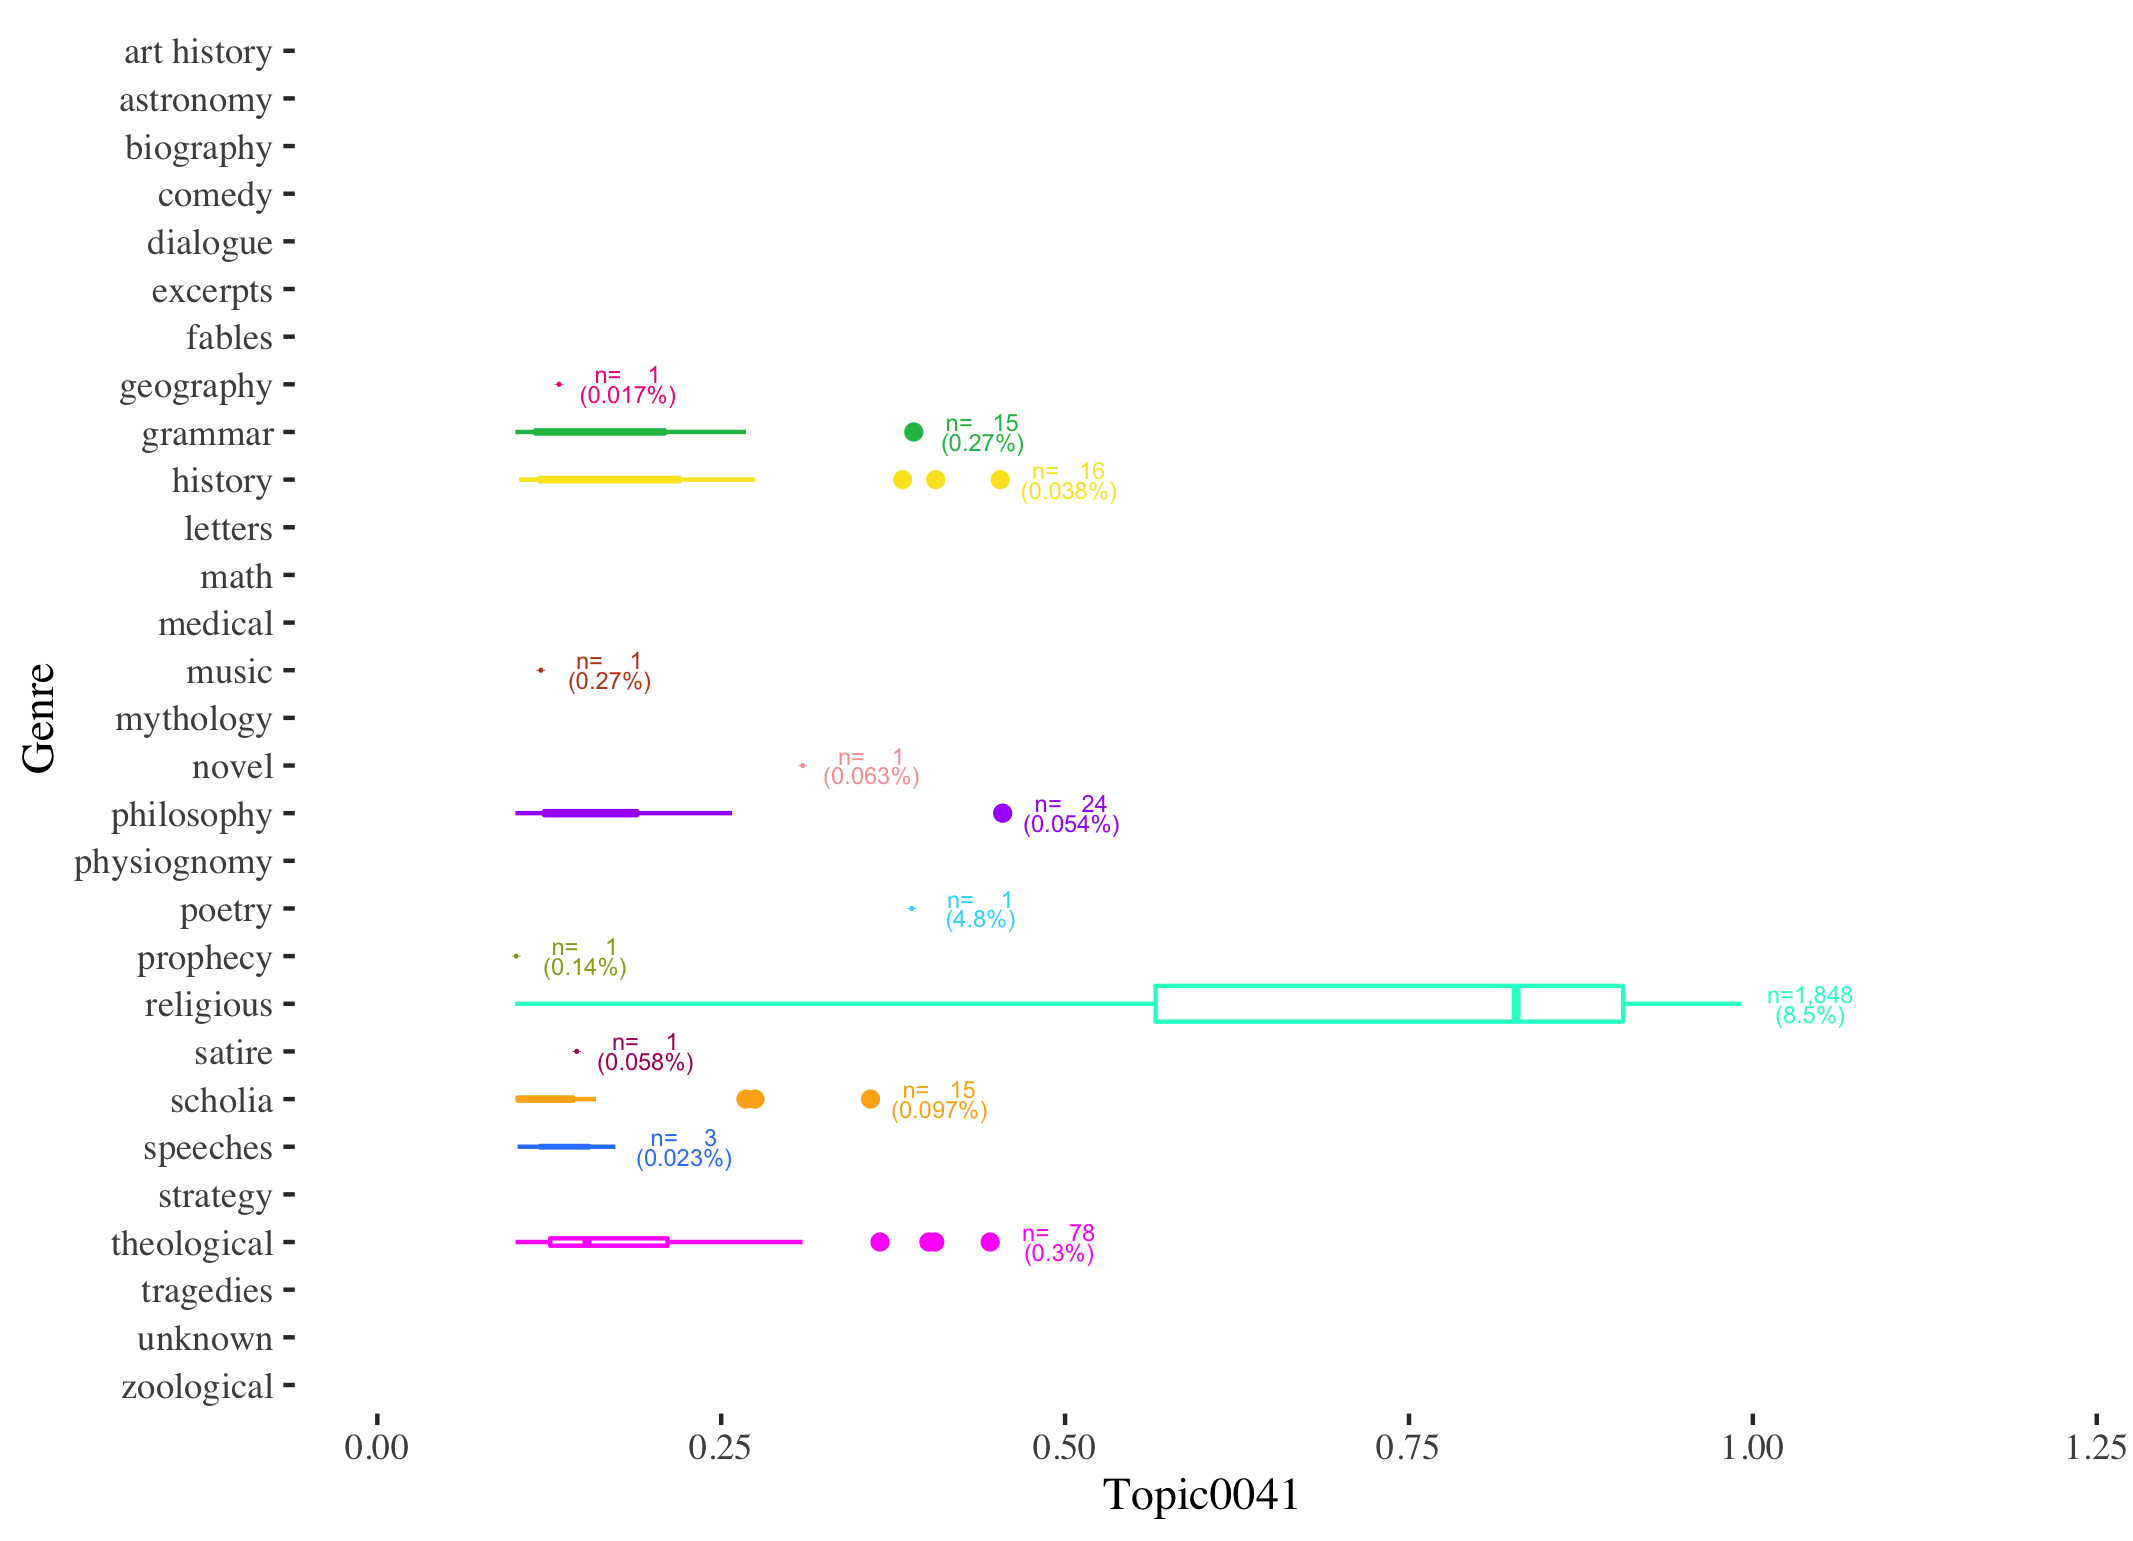 art history
astronomy
biography
comedy
dialogue
excerpts
fables
geography
n= 1
(0.017%)
grammar
n= 15
(0.27%)
history
n= 16
(0.038%)
letters
math
medical
music
n= 1
(0.27%)
mythology
novel
n= 1
(0.063%)
philosophy
n= 24
(0.054%)
physiognomy
poetry
n= 1
(4.8%)
prophecy
n= 1
(0.14%)
religious
n=1,848
(8.5%)
satire
n= 1
(0.058%)
scholia
n= 15
(0.097%)
speeches
n= 3
(0.023%)
strategy
theological
n= 78
(0.3%)
tragedies
unknown
zoological
Genre
0.00 0.25 0.50 0.75 1.00 1.25
Topic0041